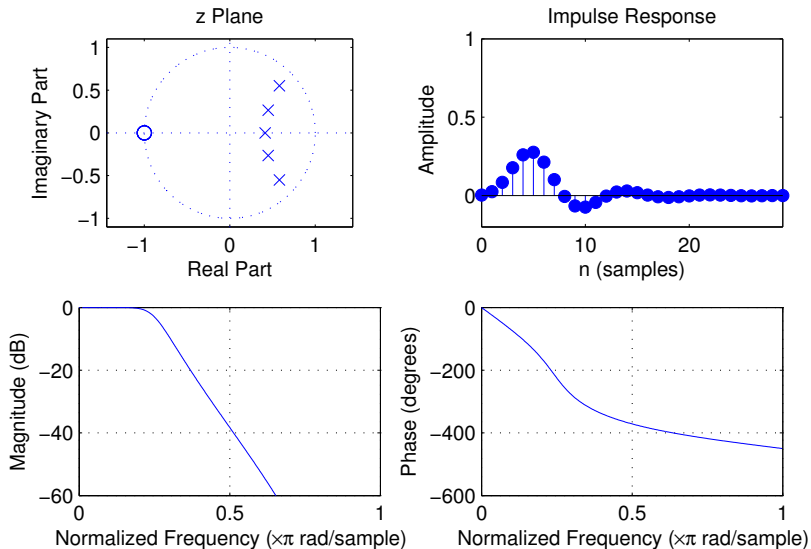 z Plane
1
0.5
0
−0.5
−1
−1
0
1
Imaginary Part
Real Part
Impulse Response
1
0.5
0
0
10
20
Amplitude
n (samples)
0
−20
−40
−60
0
0.5
1
Magnitude (dB)
Normalized Frequency (×π rad/sample)
0
−200
−400
−600
0
0.5
1
Phase (degrees)
Normalized Frequency (×π rad/sample)